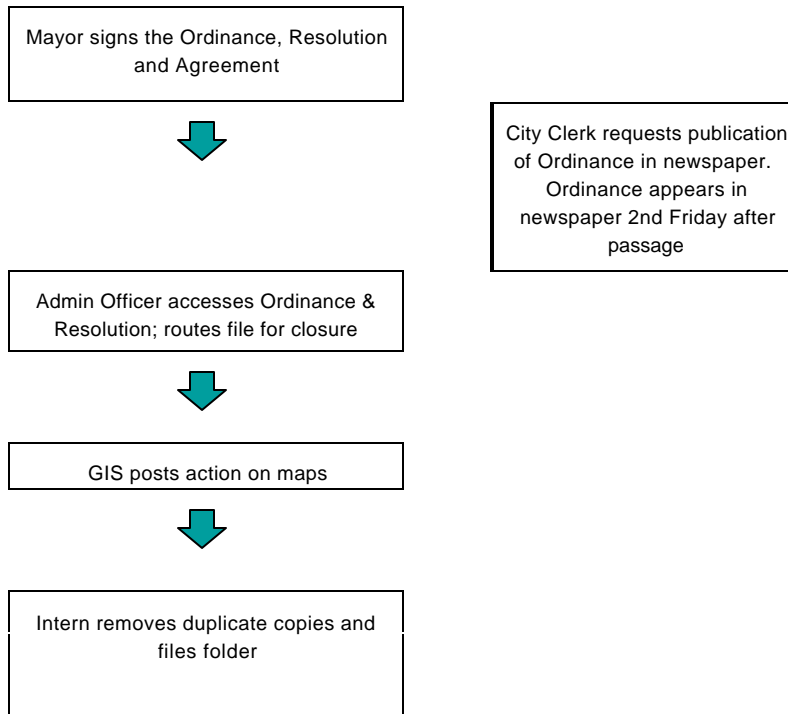 Mayor signs the Ordinance, Resolution
and Agreement
City Clerk requests publication
of Ordinance in newspaper.
Ordinance appears in
newspaper 2nd Friday after
passage
Admin Officer accesses Ordinance &
Resolution; routes file for closure
GIS posts action on maps
Intern removes duplicate copies and
files folder